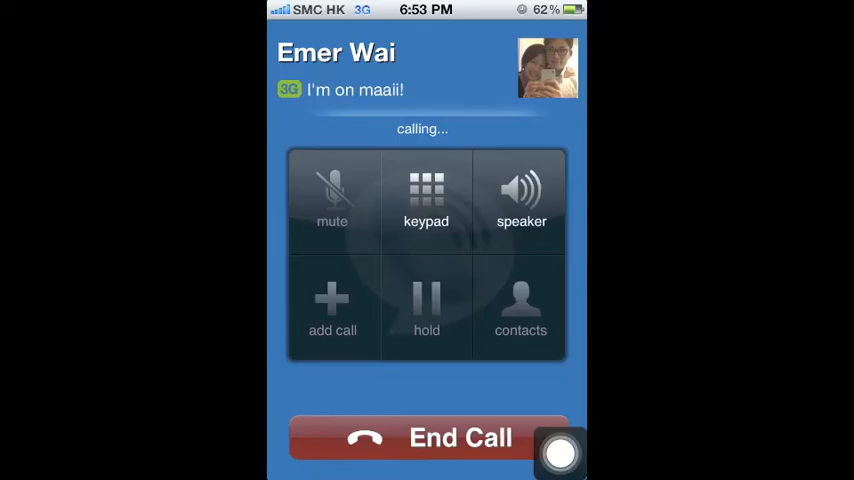 SMC HK 3G 6:53 PM 62%
Emer Wai
3G I'm on maaii!
calling...
mute keypad speaker
add call hold contacts
End Call